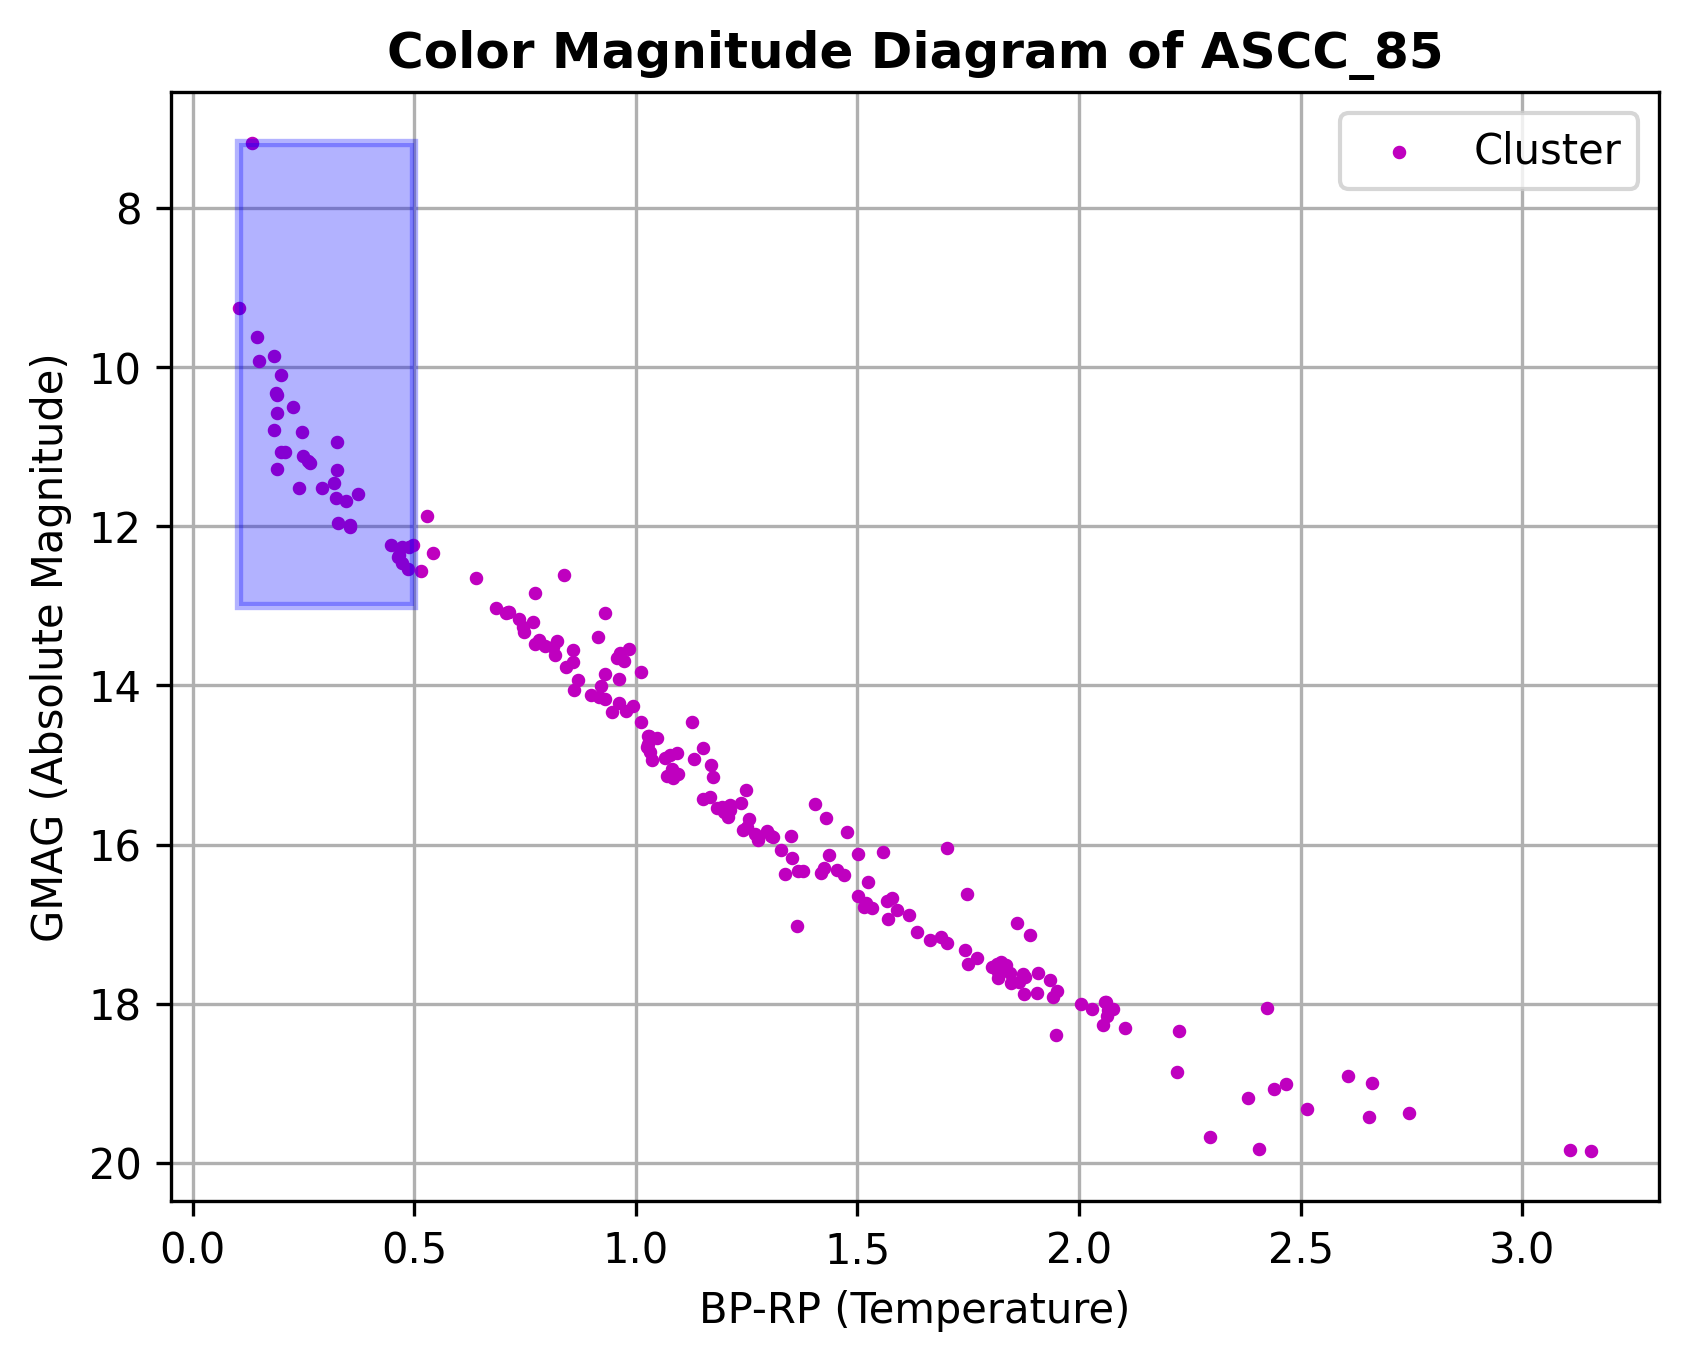 Color Magnitude Diagram of ASCC_85
Cluster
GMAG (Absolute Magnitude)
8
10
12
14
16
18
20
0.0 0.5 1.0 1.5 2.0 2.5 3.0
BP-RP (Temperature)